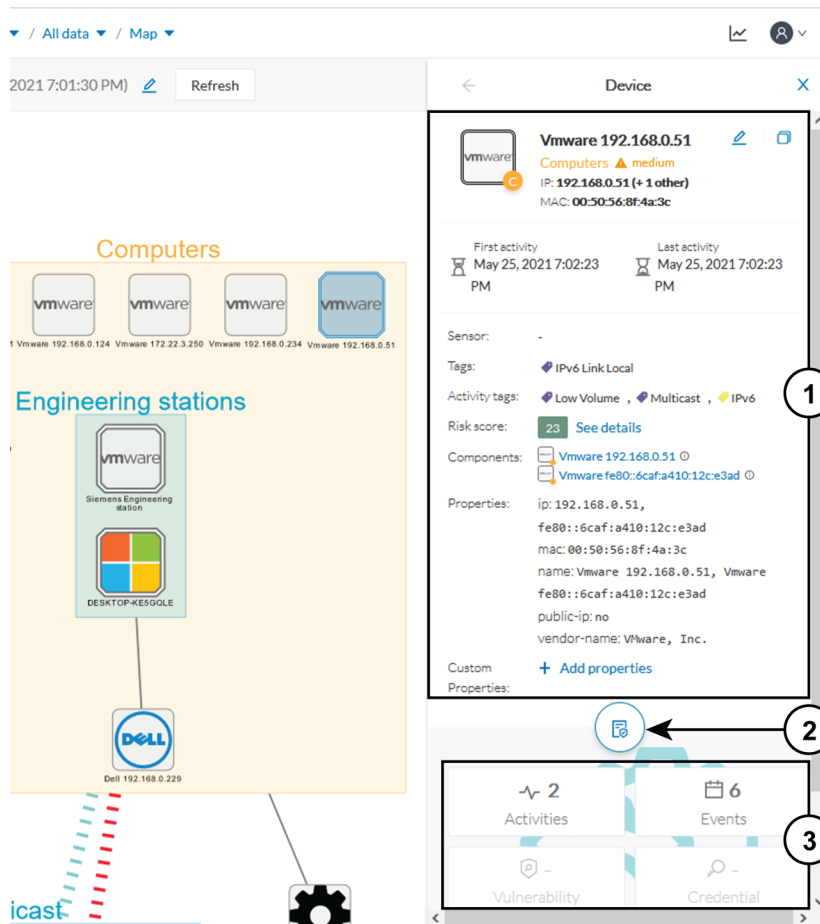 / All data / Map
2021 7:01:30 PM)
Refresh
Device
vmware
C
Vmware 192.168.0.51
Computers medium
IP: 192.168.0.51 (+ 1 other)
MAC: 00:50:56:8f:4a:3c
First activity
May 25, 2021 7:02:23 PM
Last activity
May 25, 2021 7:02:23 PM
Sensor: -
Tags: IPv6 Link Local
Activity tags: Low Volume , Multicast , IPv6
Risk score: 23 See details
Components: Vmware 192.168.0.51
Vmware fe80::6caf:a410:12c:e3ad
Properties: ip: 192.168.0.51,
fe80::6caf:a410:12c:e3ad
mac: 00:50:56:8f:4a:3c
name: Vmware 192.168.0.51, Vmware
fe80::6caf:a410:12c:e3ad
public-ip: no
vendor-name: VMware, Inc.
Custom Properties: + Add properties
1
2
2
Activities
6
Events
-
Vulnerability
-
Credential
3
Computers
vmware vmware vmware vmware
1 Vmware 192.168.0.124 Vmware 172.22.3.250 Vmware 192.168.0.234 Vmware 192.168.0.51
Engineering stations
vmware
Siemens Engineering
station
DESKTOP-KE5GQLE
DELL
Dell 192.168.0.229
icast